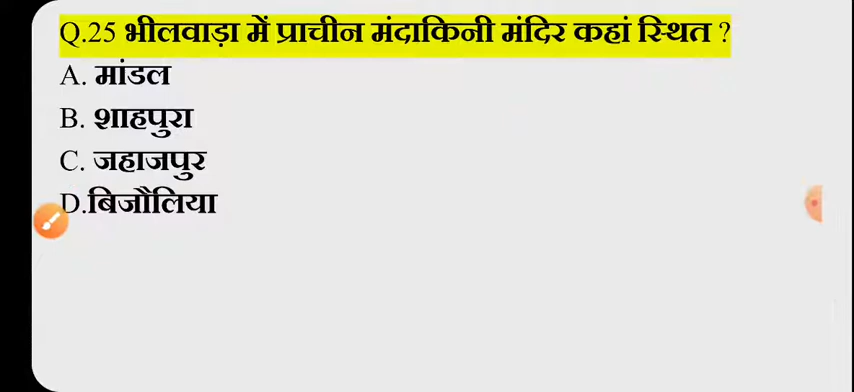 Q.25 भीलवाड़ा में प्राचीन मंदाकिनी मंदिर कहां स्थित ?
A. मांडल
B. शाहपुरा
C. जहाजपुर
D.बिजौलिया